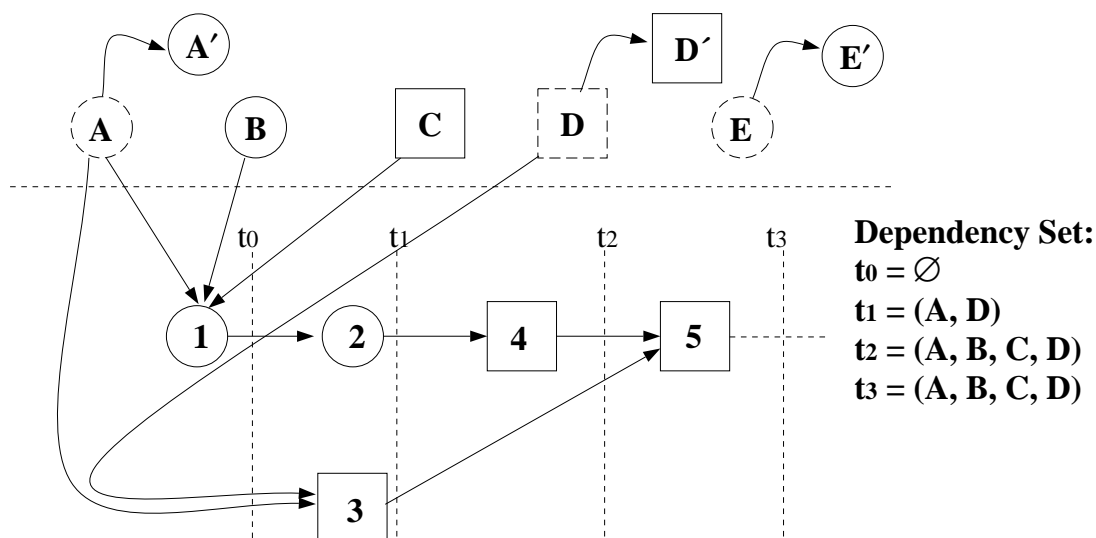 A′
D´
E′
A
B
C
D
E
t0
t1
t2
t3
Dependency Set:
t0 = ∅
t1 = (A, D)
t2 = (A, B, C, D)
t3 = (A, B, C, D)
1
2
4
5
3